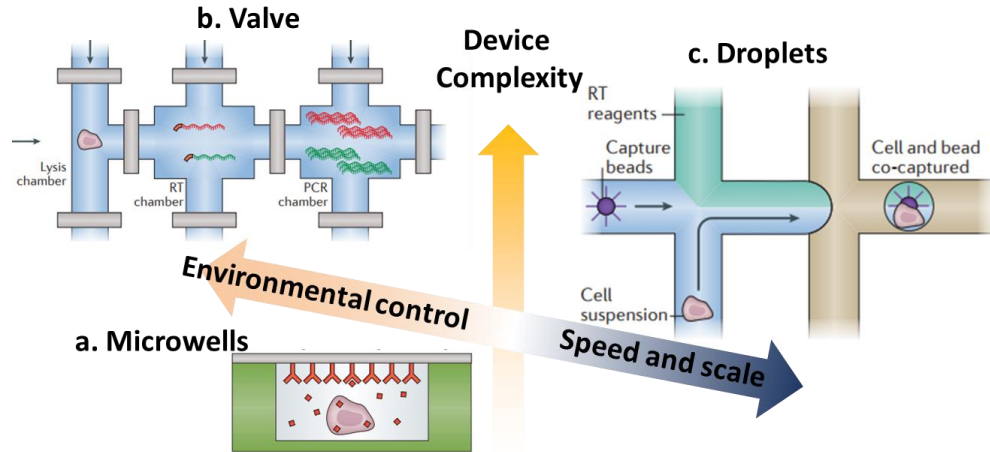 b. Valve
Lysis
chamber
RT
chamber
PCR
chamber
Device
Complexity
c. Droplets
RT
reagents
Capture
beads
Cell and bead
co-captured
Cell
suspension
Environmental control
Speed and scale
a. Microwells